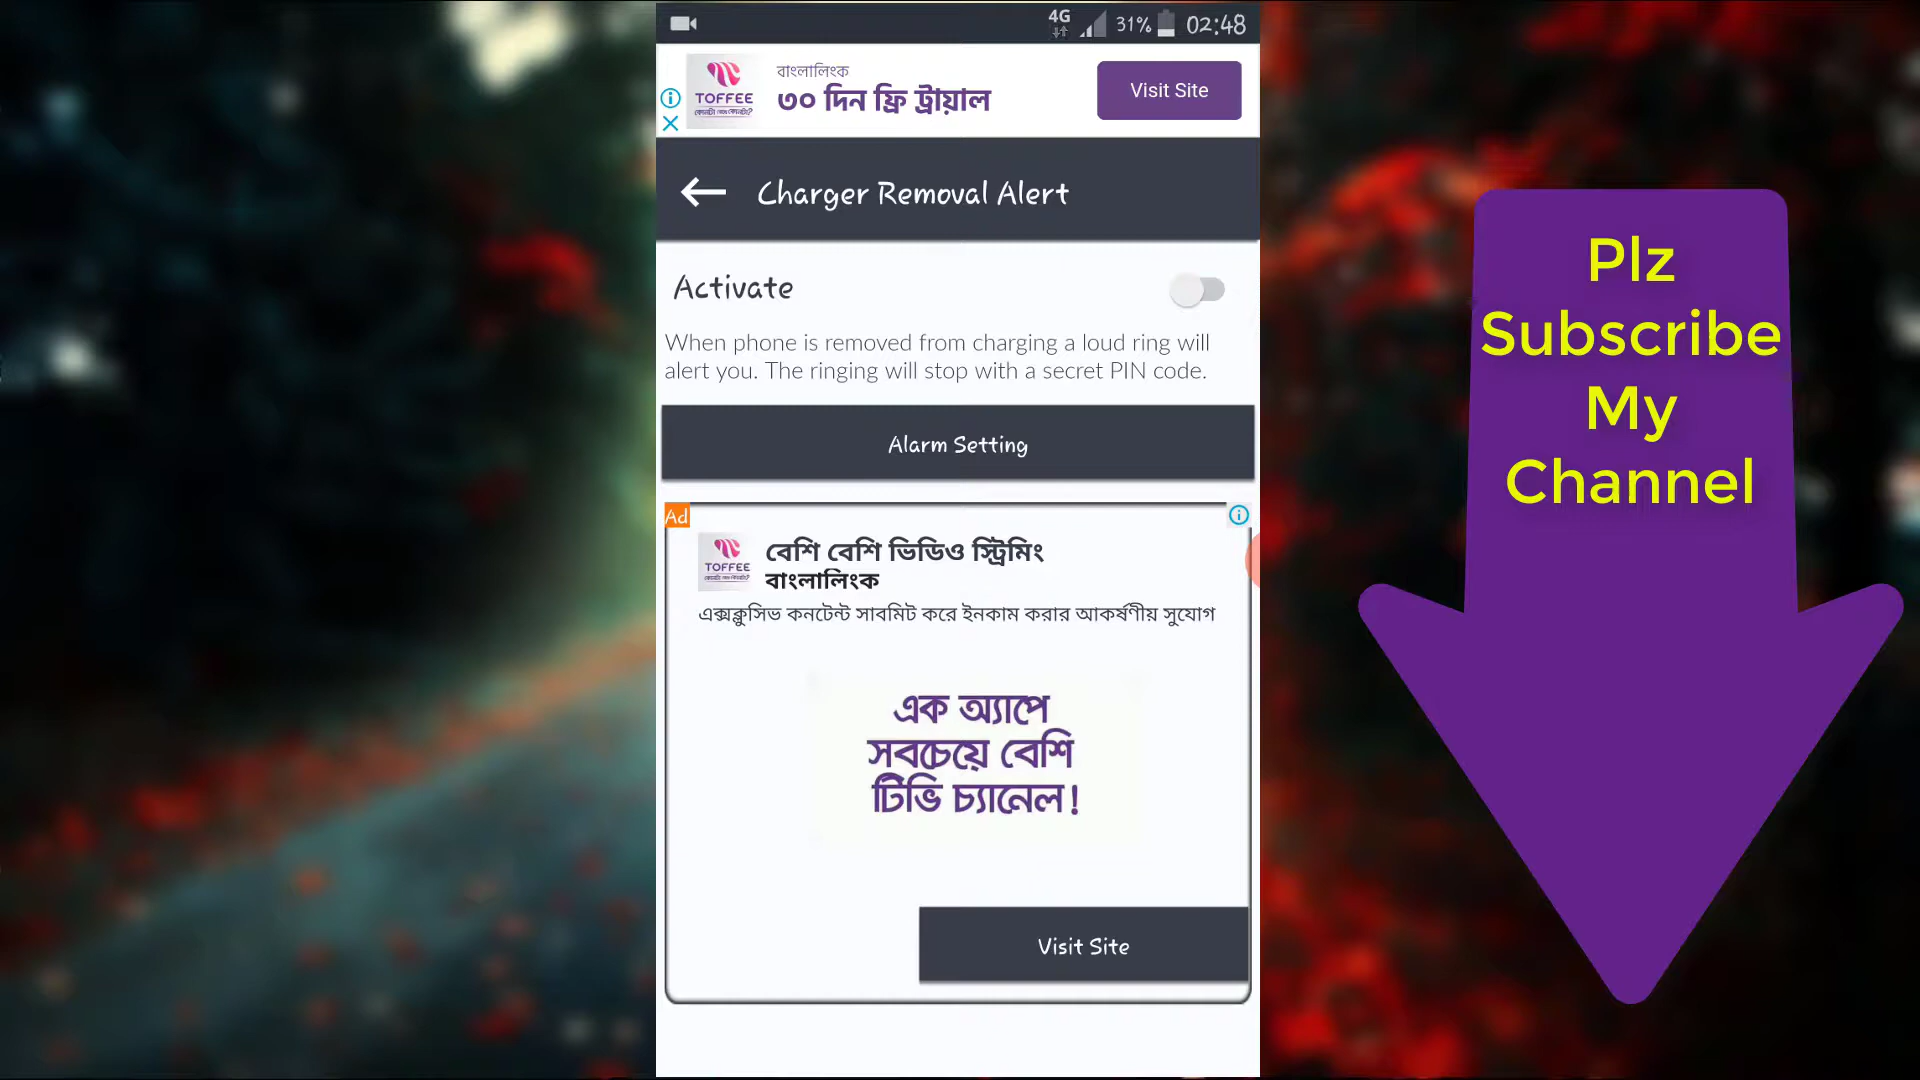 4G 31% 02:48
TOFFEE
বাংলালিংক
৩০ দিন ফ্রি ট্রায়াল
Visit Site
Charger Removal Alert
Activate
When phone is removed from charging a loud ring will
alert you. The ringing will stop with a secret PIN code.
Alarm Setting
Ad
TOFFEE
বেশি বেশি ভিডিও স্ট্রিমিং
বাংলালিংক
এক্সক্লুসিভ কনটেন্ট সাবমিট করে ইনকাম করার আকর্ষণীয় সুযোগ
এক অ্যাপে
সবচেয়ে বেশি
টিভি চ্যানেল!
Visit Site
Plz
Subscribe
My
Channel